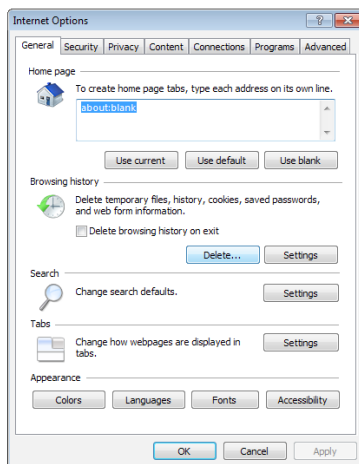 Internet Options
General Security Privacy Content Connections Programs Advanced
Home page
To create home page tabs, type each address on its own line.
about:blank
Use current Use default Use blank
Browsing history
Delete temporary files, history, cookies, saved passwords,
and web form information.
Delete browsing history on exit
Delete... Settings
Search
Change search defaults. Settings
Tabs
Change how webpages are displayed in
tabs. Settings
Appearance
Colors Languages Fonts Accessibility
OK Cancel Apply